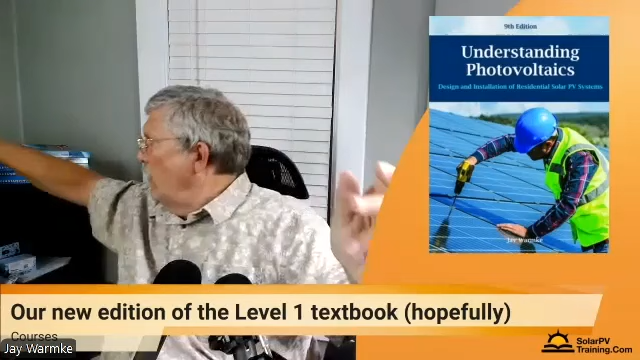 9th Edition
Understanding
Photovoltaics
Design and Installation of Residential Solar PV Systems
Jay Warmke
Our new edition of the Level 1 textbook (hopefully)
Courses
Jay Warmke
SolarPV
Training.Com